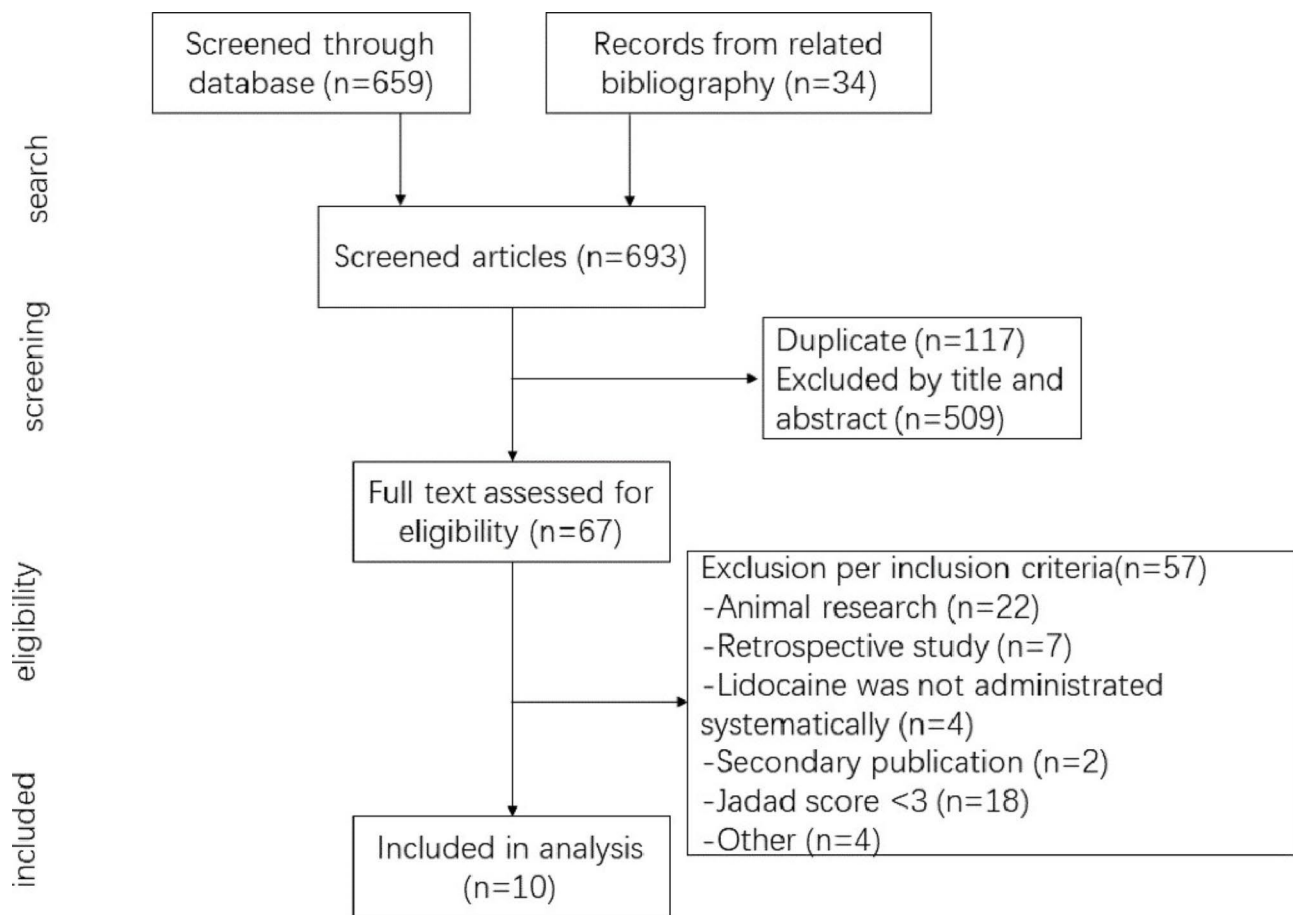 Screened through
database (n=659)
Records from related
bibliography (n=34)
search
Screened articles (n=693)
screening
Duplicate (n=117)
Excluded by title and
abstract (n=509)
Full text assessed for
eligibility (n=67)
eligibility
Exclusion per inclusion criteria(n=57)
-Animal research (n=22)
-Retrospective study (n=7)
-Lidocaine was not administrated
systematically (n=4)
-Secondary publication (n=2)
-Jadad score <3 (n=18)
-Other (n=4)
included
Included in analysis
(n=10)